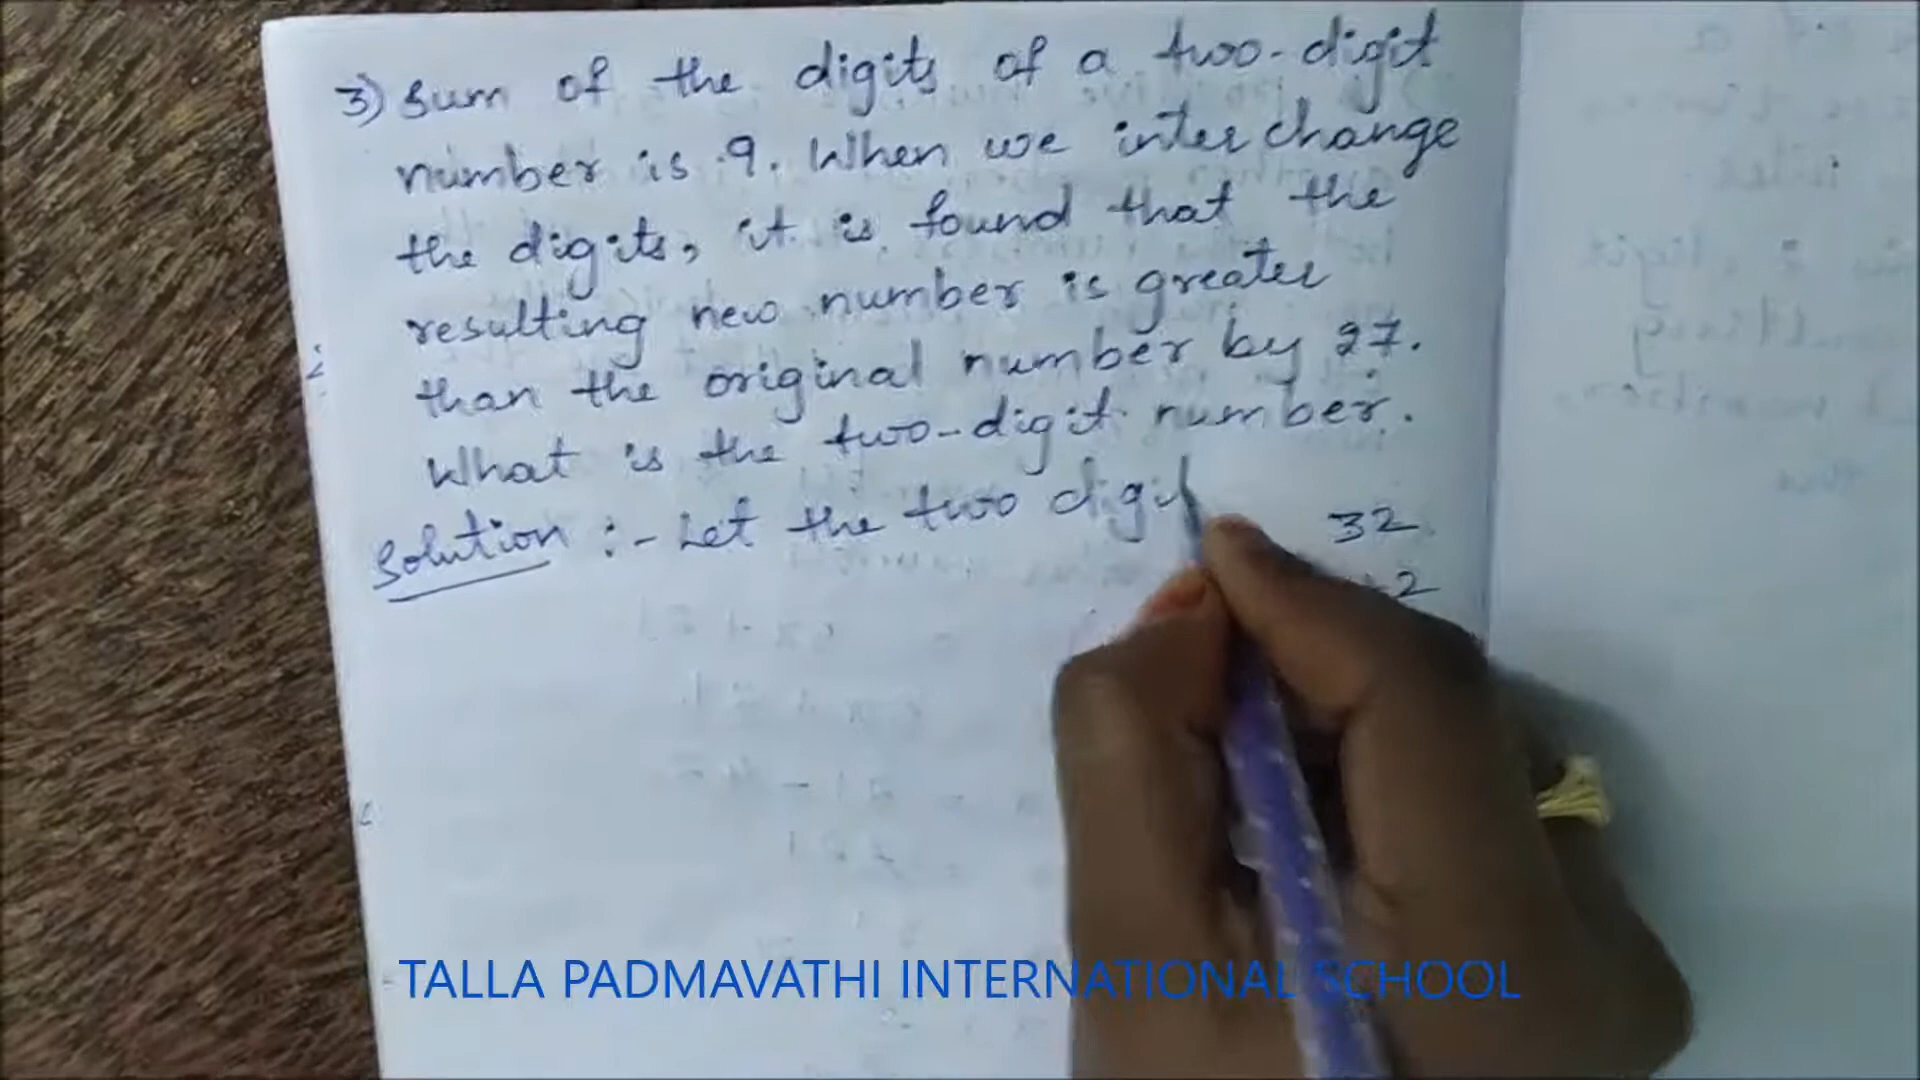 3) Sum of the digits of a two-digit
number is 9. When we interchange
the digits, it is found that the
resulting new number is greater
than the original number by 27.
What is the two-digit number.
Solution :- Let the two digit
32
TALLA PADMAVATHI INTERNATIONAL SCHOOL